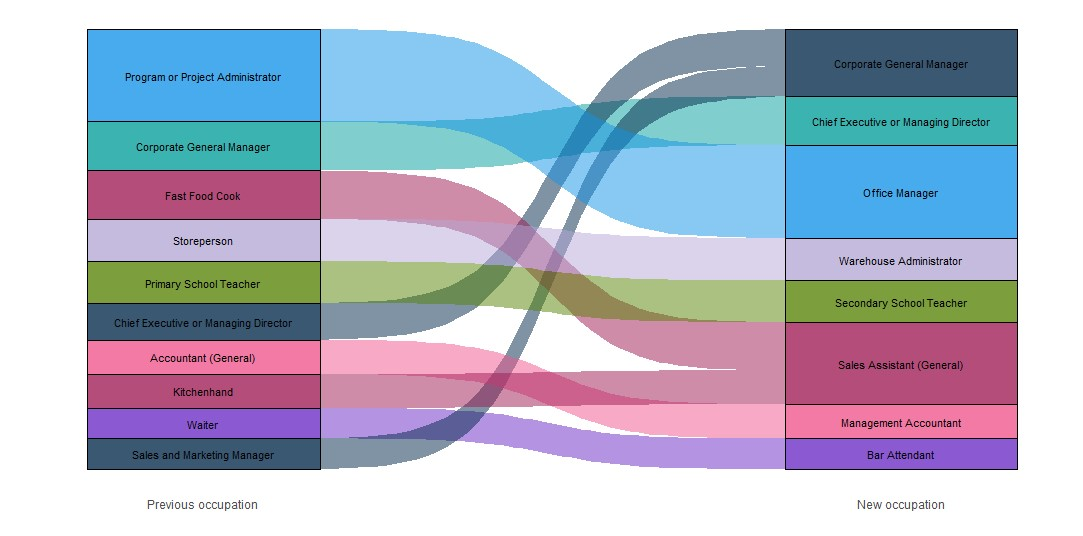 Program or Project Administrator
Corporate General Manager
Fast Food Cook
Storeperson
Primary School Teacher
Chief Executive or Managing Director
Accountant (General)
Kitchenhand
Waiter
Sales and Marketing Manager
Previous occupation
Corporate General Manager
Chief Executive or Managing Director
Office Manager
Warehouse Administrator
Secondary School Teacher
Sales Assistant (General)
Management Accountant
Bar Attendant
New occupation